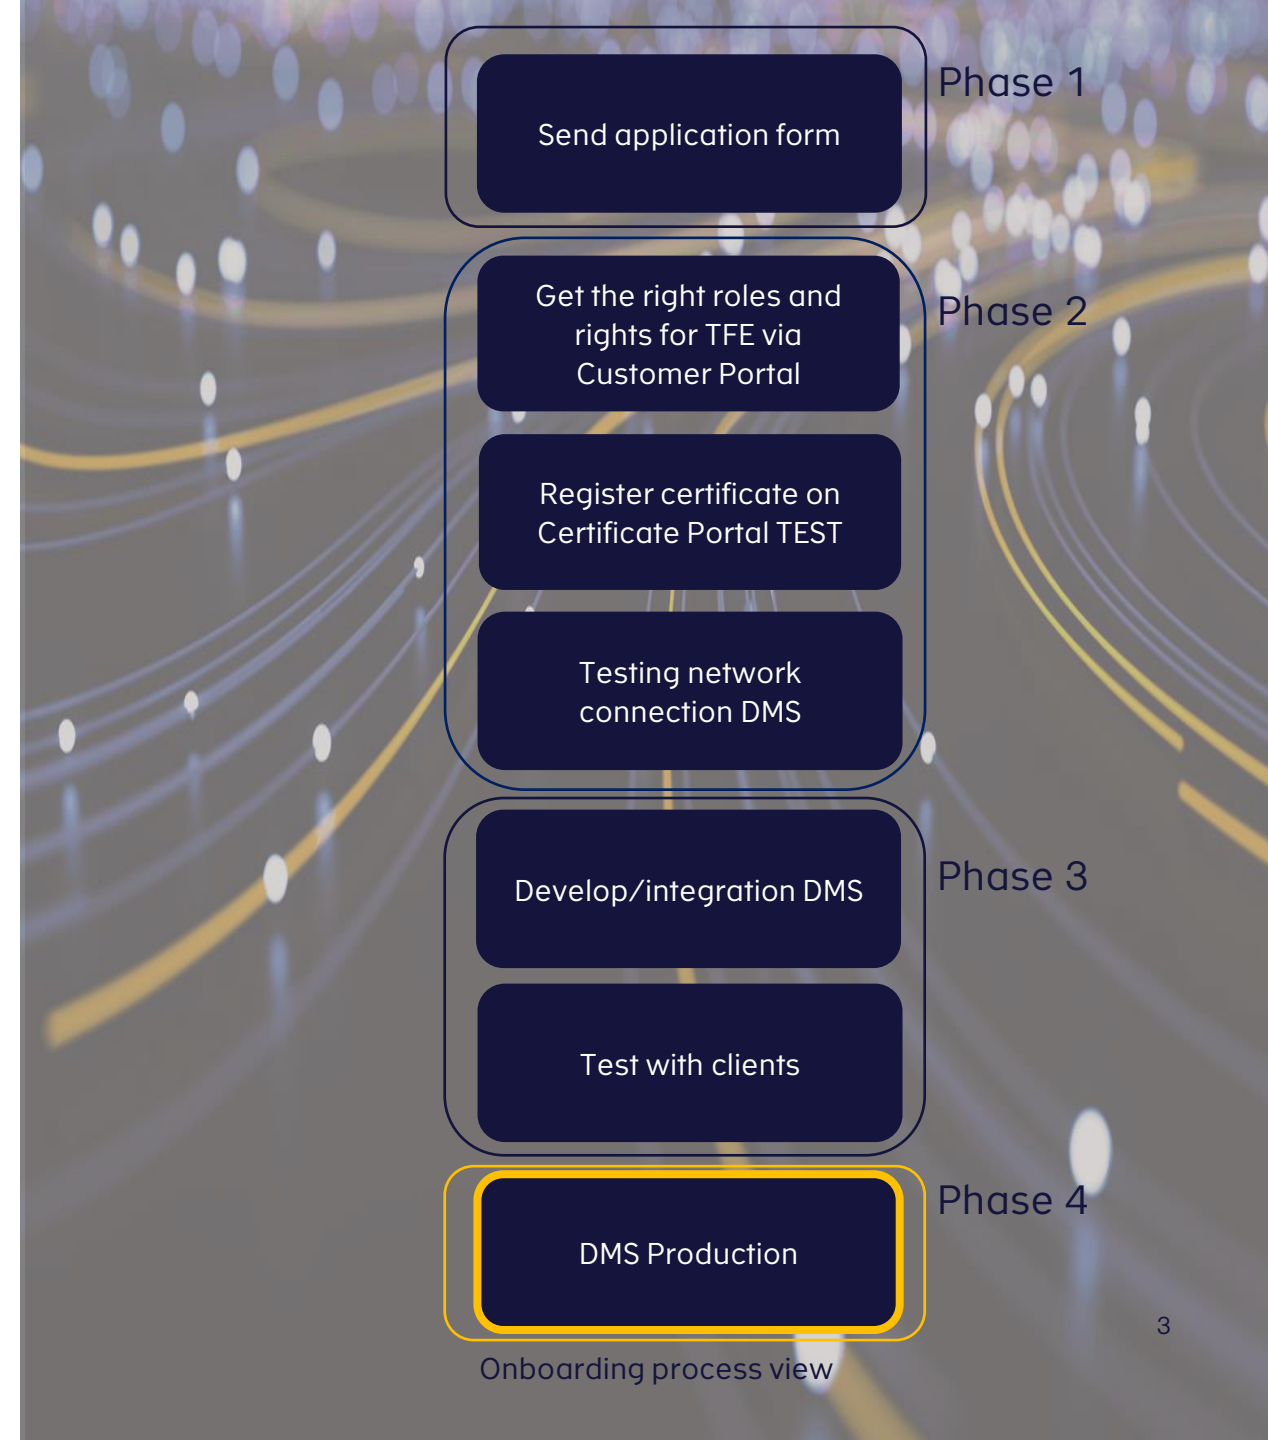 Phase 1
Send application form
Phase 2
Get the right roles and
rights for TFE via
Customer Portal
Register certificate on
Certificate Portal TEST
Testing network
connection DMS
Phase 3
Develop/integration DMS
Test with clients
Phase 4
DMS Production
3
Onboarding process view